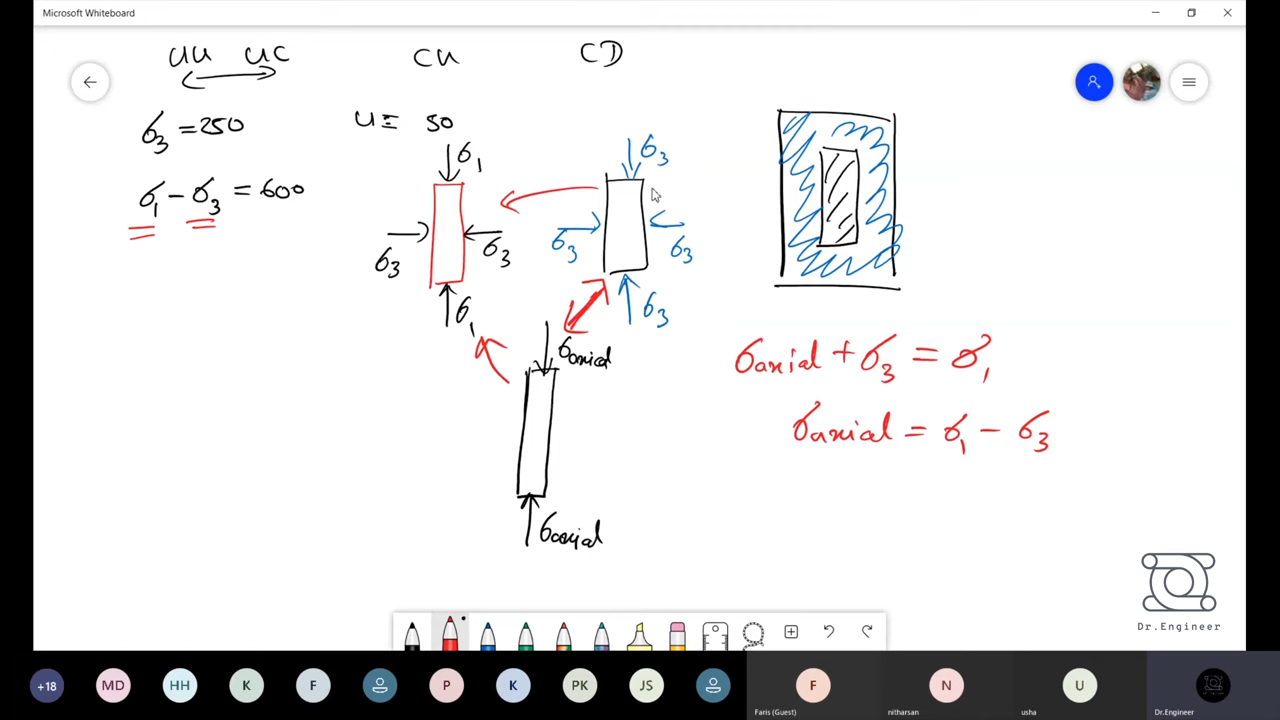 Microsoft Whiteboard
UU UC CU CD
σ3 = 250
U = 50
σ1 - σ3 = 600
σ1
σ3
σ3
σ1
σ3
σ3
σ3
σ3
σaxial
σaxial
σaxial + σ3 = σ1
σaxial = σ1 - σ3
Dr.Engineer
+18 MD HH K F P K PK JS F N U
Faris (Guest) nitharsan usha Dr.Engineer